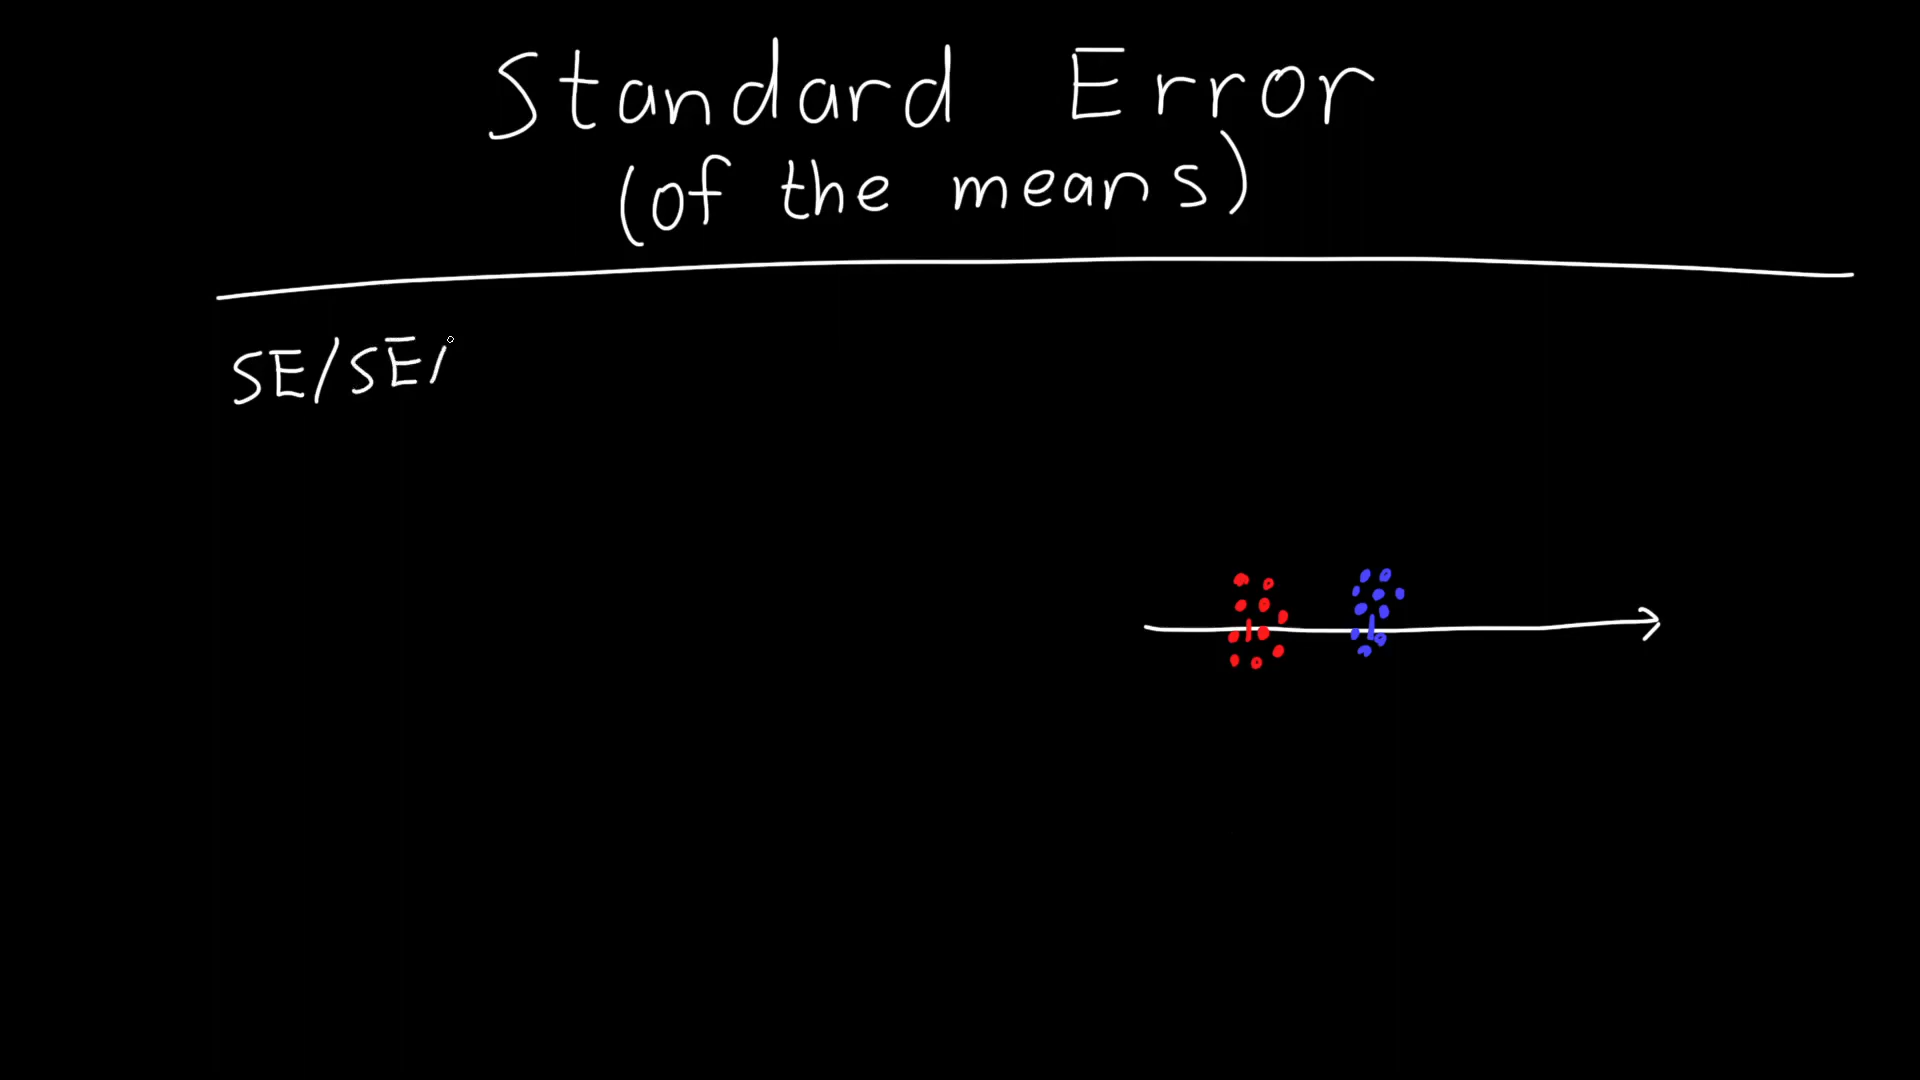 Standard Error
(of the means)
SE/SE